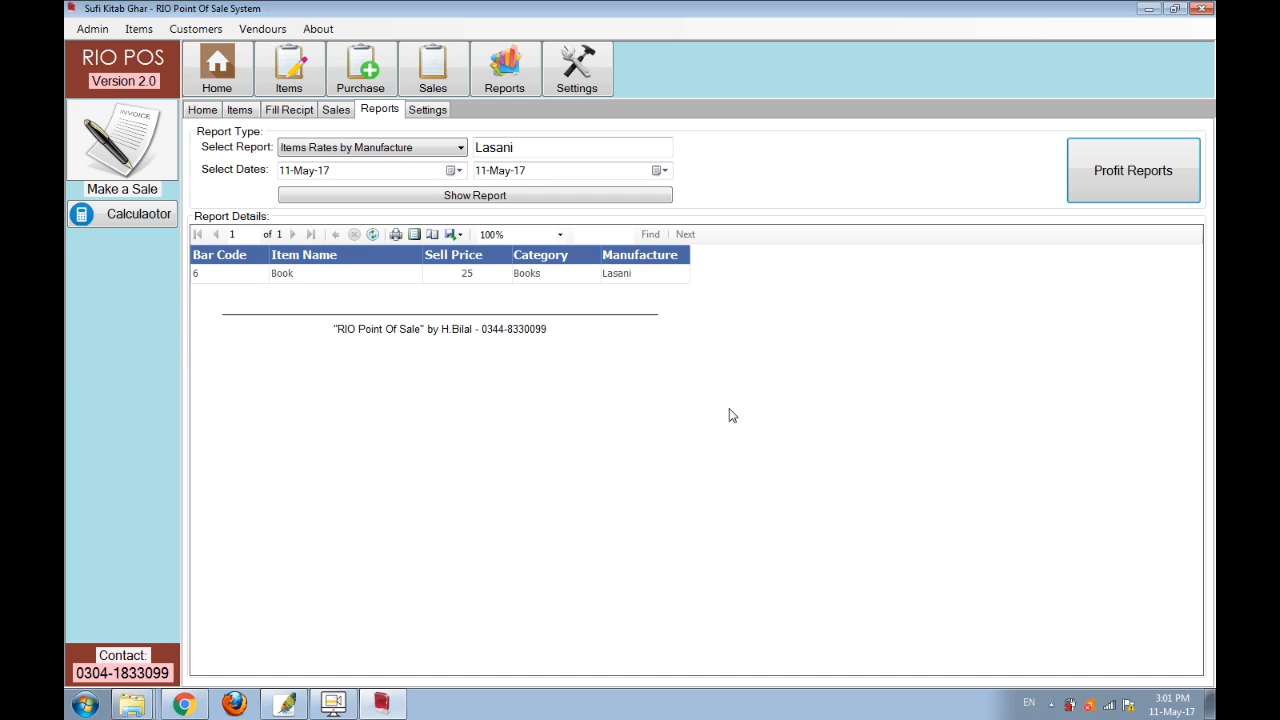 Sufi Kitab Ghar - RIO Point Of Sale System
Admin Items Customers Vendours About
RIO POS
Version 2.0
Home Items Purchase Sales Reports Settings
INVOICE
Make a Sale
Calculaotor
Home Items Fill Recipt Sales Reports Settings
Report Type:
Select Report: Items Rates by Manufacture Lasani
Select Dates: 11-May-17 11-May-17
Show Report
Profit Reports
Report Details:
1 of 1 100% Find | Next
Bar Code Item Name Sell Price Category Manufacture
6 Book 25 Books Lasani
"RIO Point Of Sale" by H.Bilal - 0344-8330099
Contact:
0304-1833099
EN
3:01 PM
11-May-17